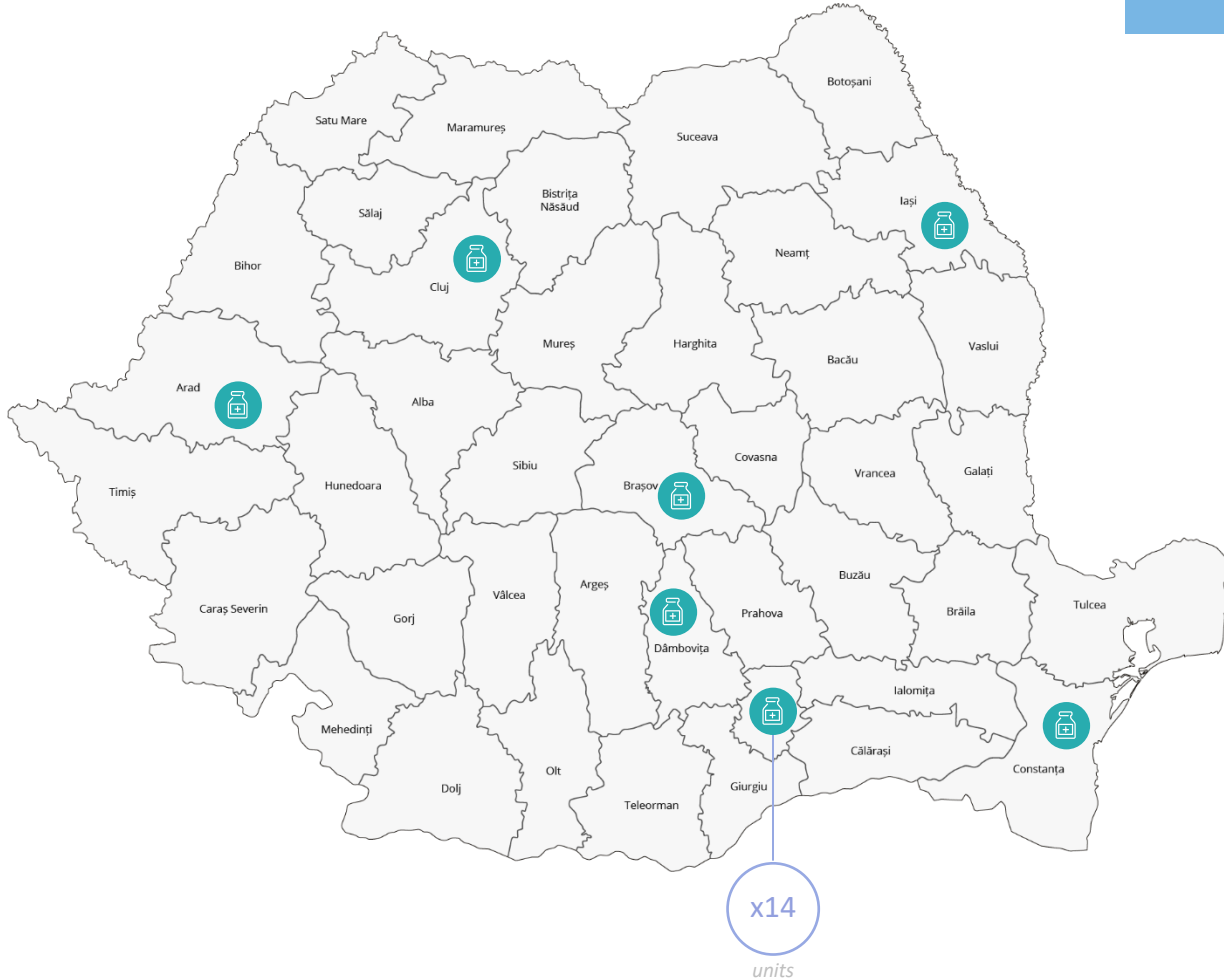 Botoșani
Satu Mare
Maramureș
Suceava
Bistrița
Năsăud
Iași
Sălaj
Neamț
Bihor
Cluj
Mureș
Harghita
Vaslui
Bacău
Arad
Alba
Covasna
Sibiu
Vrancea
Galați
Brașov
Hunedoara
Timiș
Buzău
Argeș
Vâlcea
Tulcea
Caraș Severin
Brăila
Prahova
Gorj
Dâmbovița
Ialomița
Mehedinți
Călărași
Constanța
Olt
Giurgiu
Dolj
Teleorman
x14
units